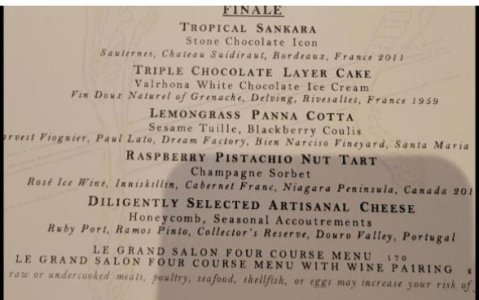 FINALE
TROPICAL SANKARA
Stone Chocolate Icon
Sauternes, Chateau Suidiraut, Bordeaux, France 2011
TRIPLE CHOCOLATE LAYER CAKE
Valrhona White Chocolate Ice Cream
Vin Doux Naturel of Grenache, Delving, Rivesaltes, France 1959
LEMONGRASS PANNA COTTA
Sesame Tuille, Blackberry Coulis
arvest Viognier, Paul Lato, Dream Factory, Bien Narciso Vineyard, Santa Maria
RASPBERRY PISTACHIO NUT TART
Champagne Sorbet
Rosé Ice Wine, Inniskillin, Cabernet Franc, Niagara Peninsula, Canada 201
DILIGENTLY SELECTED ARTISANAL CHEESE
Honeycomb, Seasonal Accoutrements
Ruby Port, Ramos Pinto, Collector's Reserve, Douro Valley, Portugal
LE GRAND SALON FOUR COURSE MENU 170
LE GRAND SALON FOUR COURSE MENU WITH WINE PAIRING 2
raw or undercooked meats, poultry, seafood, shellfish, or eggs may increase your risk of